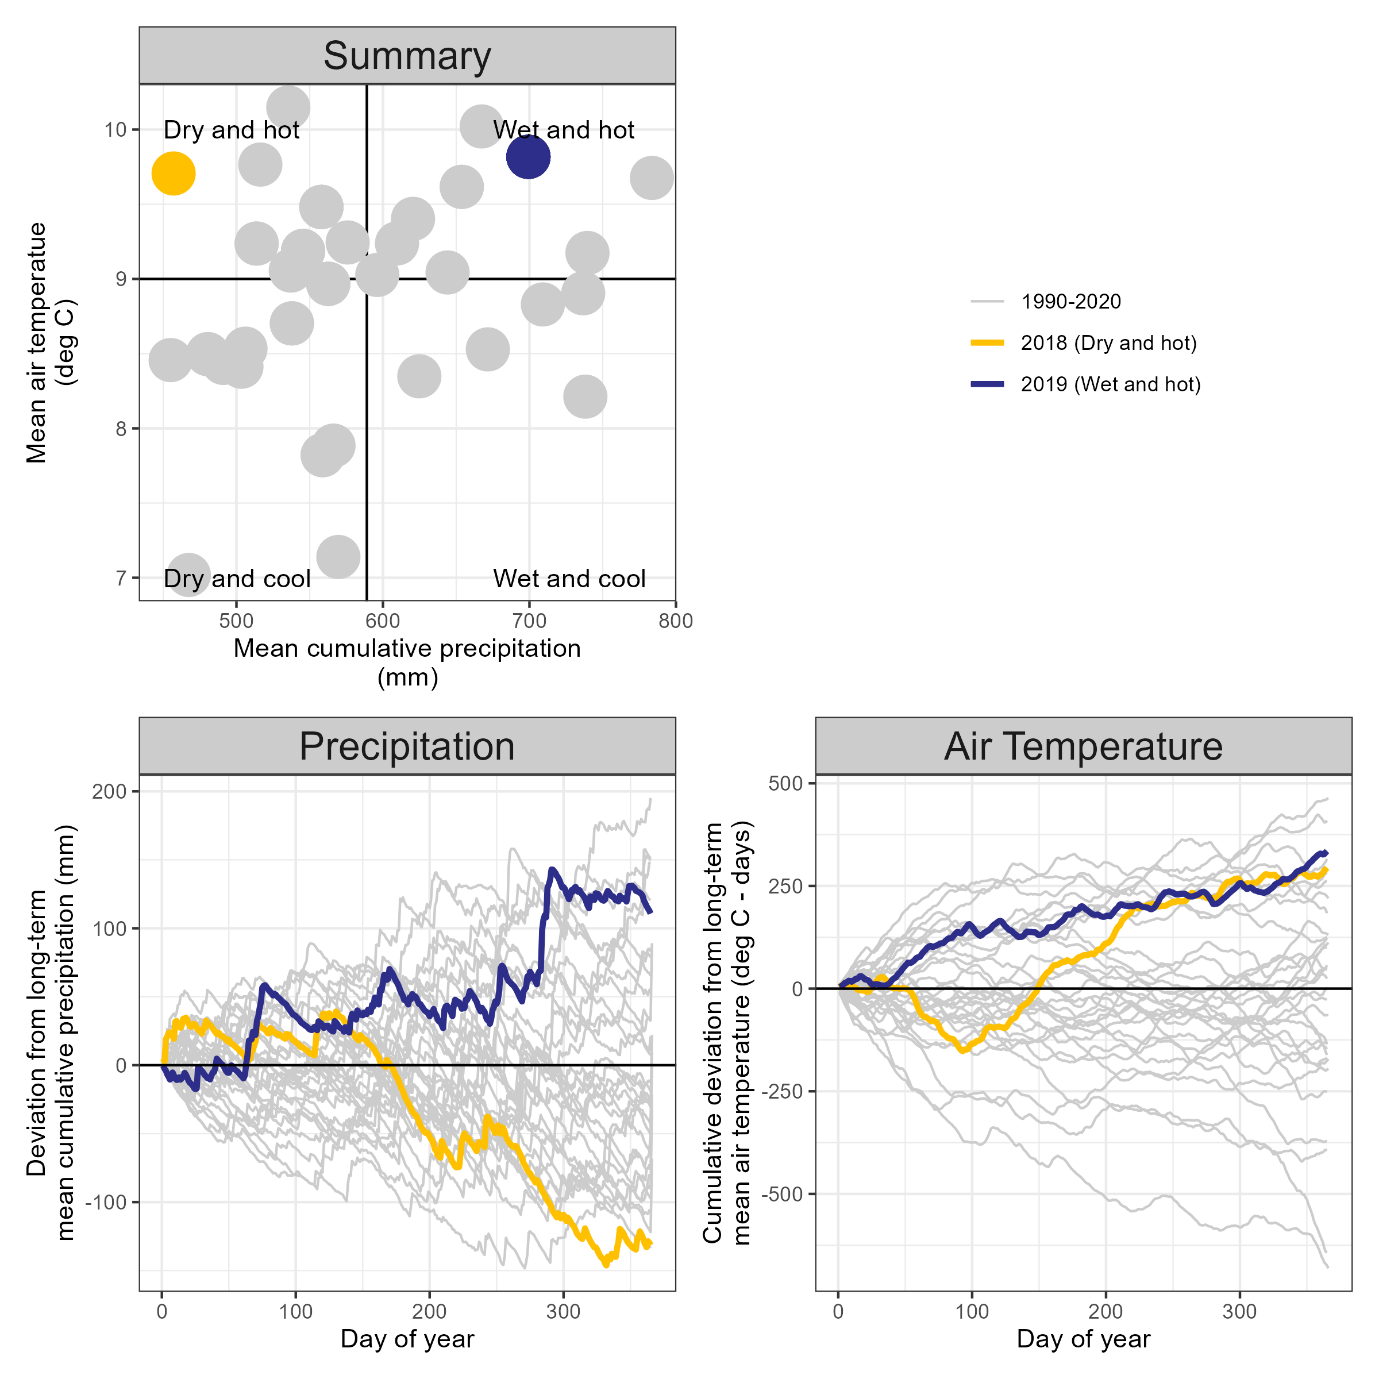 Summary
Mean air temperatue
(deg C)
10
9
8
7
Dry and hot
Wet and hot
Dry and cool
Wet and cool
500
600
700
800
Mean cumulative precipitation
(mm)
1990-2020
2018 (Dry and hot)
2019 (Wet and hot)
Precipitation
Deviation from long-term
mean cumulative precipitation (mm)
200
100
0
-100
0
100
200
300
Day of year
Air Temperature
Cumulative deviation from long-term
mean air temperature (deg C - days)
500
250
0
-250
-500
0
100
200
300
Day of year